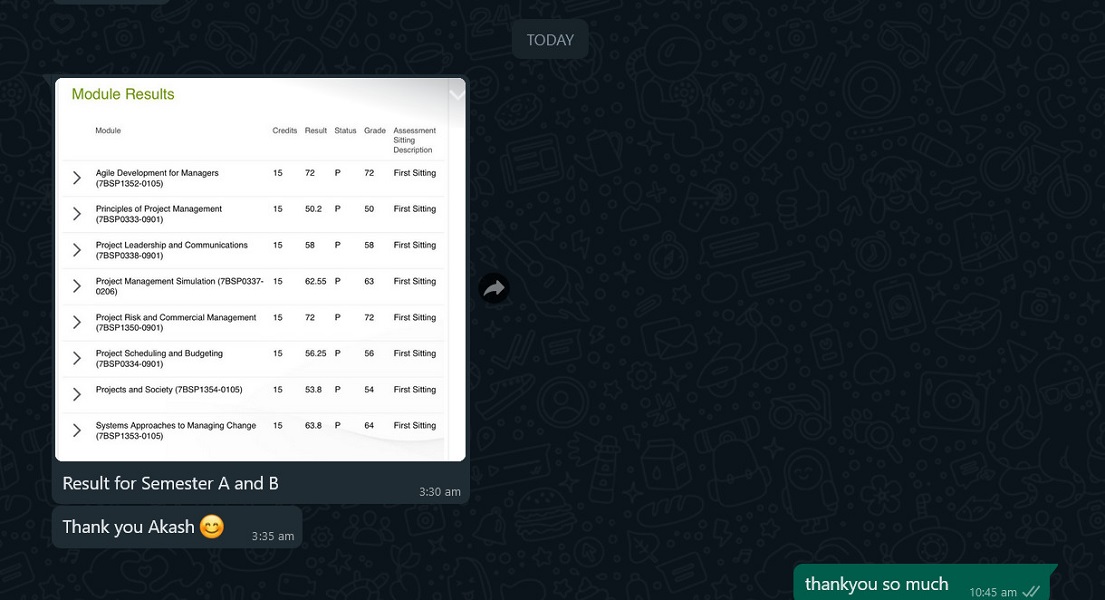 TODAY
Module Results
Module Credits Result Status Grade Assessment
Sitting
Description
Agile Development for Managers 15 72 P 72 First Sitting
(7BSP1352-0105)
Principles of Project Management 15 50.2 P 50 First Sitting
(7BSP0333-0901)
Project Leadership and Communications 15 58 P 58 First Sitting
(7BSP0338-0901)
Project Management Simulation (7BSP0337- 15 62.55 P 63 First Sitting
0206)
Project Risk and Commercial Management 15 72 P 72 First Sitting
(7BSP1350-0901)
Project Scheduling and Budgeting 15 56.25 P 56 First Sitting
(7BSP0334-0901)
Projects and Society (7BSP1354-0105) 15 53.8 P 54 First Sitting
Systems Approaches to Managing Change 15 63.8 P 64 First Sitting
(7BSP1353-0105)
Result for Semester A and B
3:30 am
Thank you Akash 😊
3:35 am
thankyou so much
10:45 am